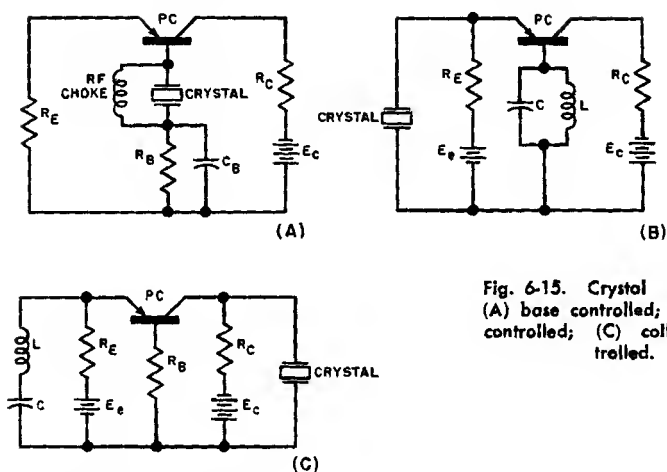 PC
RF
CHOKE
CRYSTAL
RE
RC
RB
CB
EC
(A)
PC
CRYSTAL
RE
C
L
RC
Ee
EC
(B)
PC
L
RE
RB
RC
CRYSTAL
C
Ee
EC
(C)
Fig. 6-15. Crystal
(A) base controlled;
controlled; (C) col
trolled.